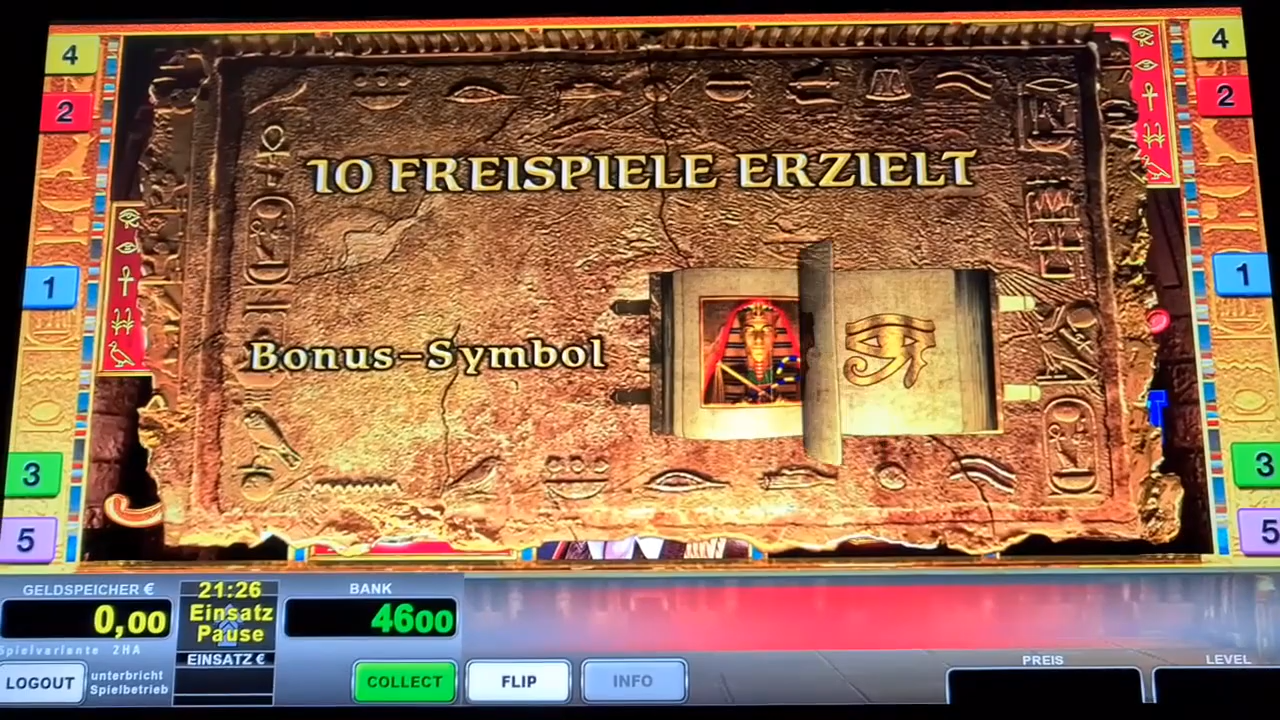 4
4
2
2
10 FREISPIELE ERZIELT
1
1
Bonus-Symbol
3
3
5
5
GELDSPEICHER €
0,00
Spielvariante 2HA
21:26
Einsatz
Pause
EINSATZ €
BANK
4600
LOGOUT
unterbricht
Spielbetrieb
COLLECT
FLIP
INFO
PREIS
LEVEL